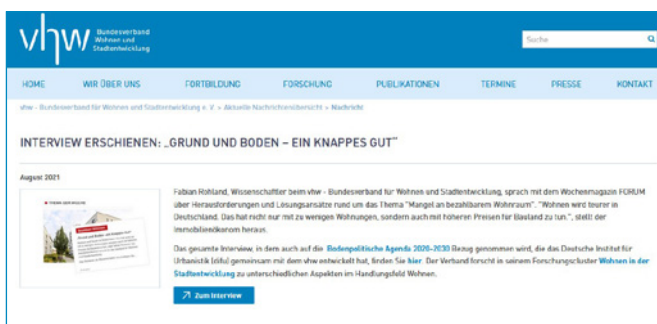 vhw Bundesverband
Wohnen und
Stadtentwicklung
Suche
HOME WIR ÜBER UNS FORTBILDUNG FORSCHUNG PUBLIKATIONEN TERMINE PRESSE KONTAKT
vhw - Bundesverband für Wohnen und Stadtentwicklung e. V. > Aktuelle Nachrichtenübersicht > Nachricht
INTERVIEW ERSCHIENEN: „GRUND UND BODEN – EIN KNAPPES GUT"
August 2021
Fabian Rohland, Wissenschaftler beim vhw - Bundesverband für Wohnen und Stadtentwicklung, sprach mit dem Wochenmagazin FORUM
über Herausforderungen und Lösungsansätze rund um das Thema "Mangel an bezahlbarem Wohnraum". "Wohnen wird teurer in
Deutschland. Das hat nicht nur mit zu wenigen Wohnungen, sondern auch mit höheren Preisen für Bauland zu tun.", stellt der
Immobilienökonom heraus.
Das gesamte Interview, in dem auch auf die Bodenpolitische Agenda 2020-2030 Bezug genommen wird, die das Deutsche Institut für
Urbanistik (difu) gemeinsam mit dem vhw entwickelt hat, finden Sie hier. Der Verband forscht in seinem Forschungscluster Wohnen in der
Stadtentwicklung zu unterschiedlichen Aspekten im Handlungsfeld Wohnen.
Zum Interview